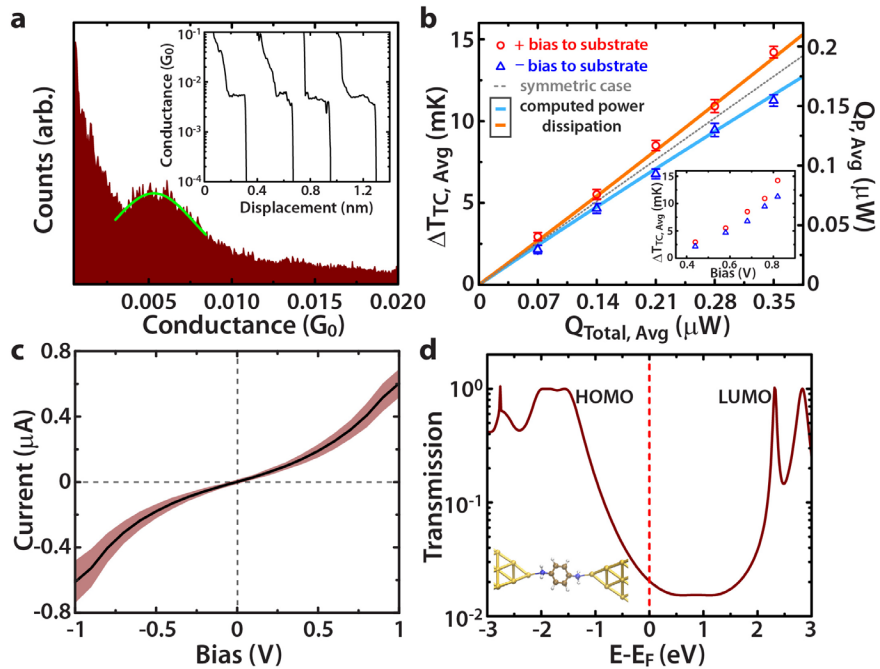 a
Counts (arb.)
Conductance (G0)
0.005
0.010
0.015
0.020
Conductance (G0)
10-1
10-2
10-3
10-4
0
0.4
0.8
1.2
Displacement (nm)
b
ΔTTC, Avg (mK)
15
10
5
0
+ bias to substrate
− bias to substrate
symmetric case
computed power
dissipation
0.2
0.15
0.1
0.05
0
QP, Avg (μW)
0
0.07
0.14
0.21
0.28
0.35
QTotal, Avg (μW)
ΔTTC, Avg (mK)
15
10
5
0
0.4
0.6
0.8
Bias (V)
c
Current (μA)
0.8
0.4
0
-0.4
-0.8
-1
-0.5
0
0.5
1
Bias (V)
d
Transmission
100
10-1
10-2
HOMO
LUMO
-3
-2
-1
0
1
2
3
E-EF (eV)